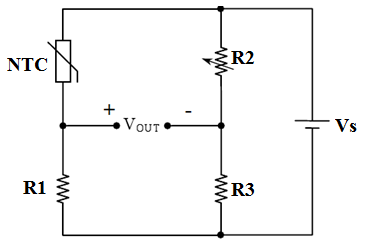 NTC
R2
+ VOUT -
Vs
R1
R3